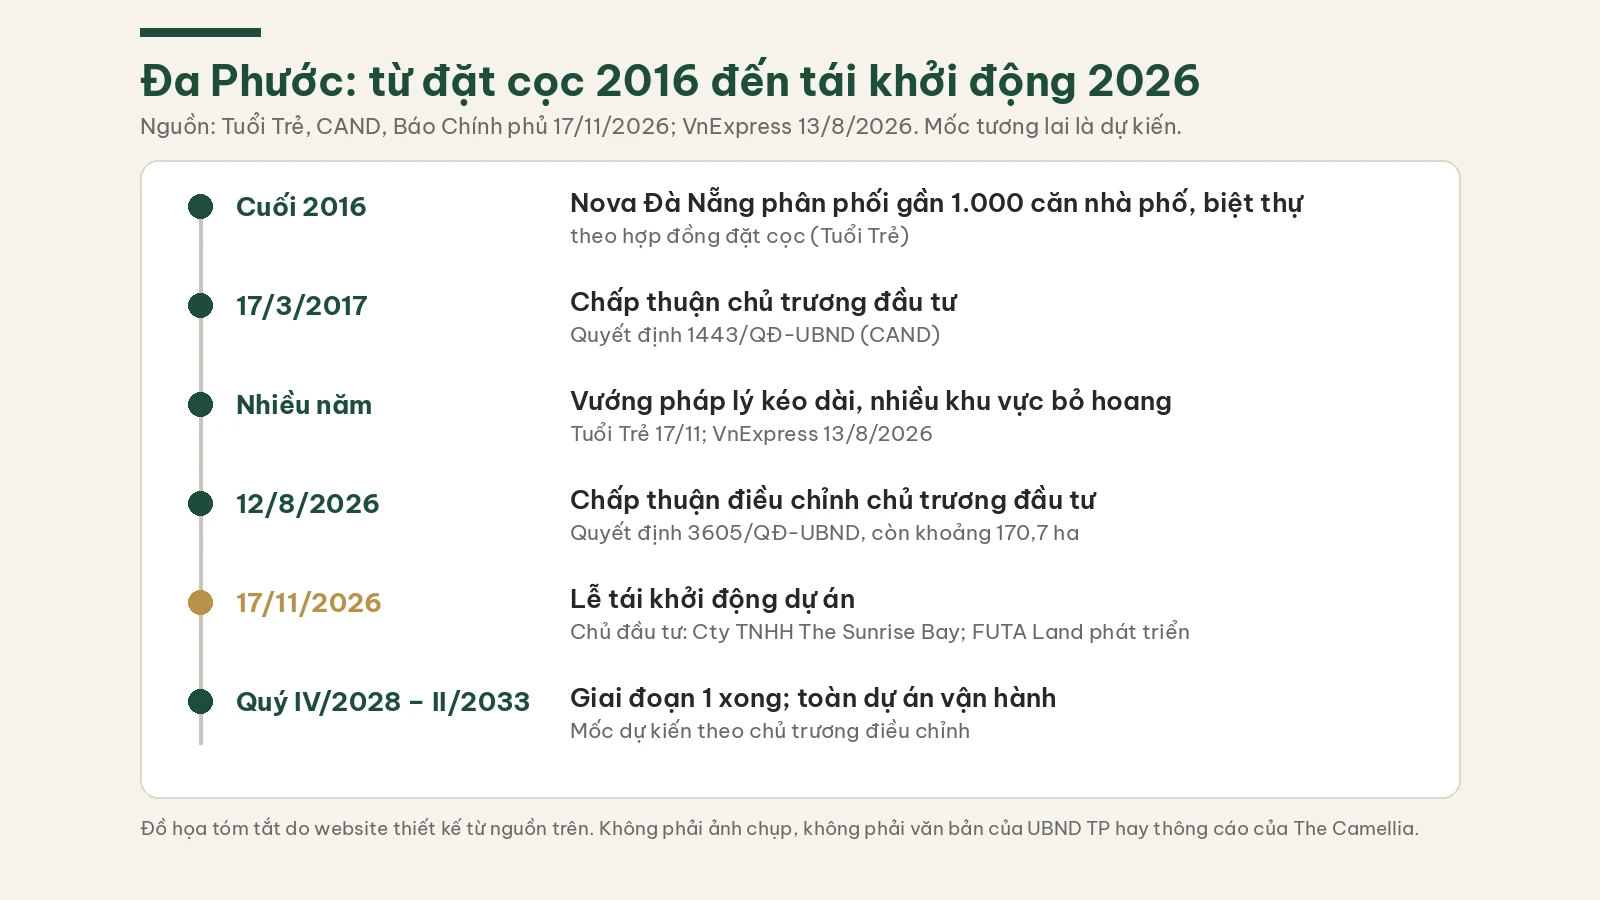 Đa Phước: từ đặt cọc 2016 đến tái khởi động 2026
Nguồn: Tuổi Trẻ, CAND, Báo Chính phủ 17/11/2026; VnExpress 13/8/2026. Mốc tương lai là dự kiến.
Cuối 2016
Nova Đà Nẵng phân phối gần 1.000 căn nhà phố, biệt thự
theo hợp đồng đặt cọc (Tuổi Trẻ)
17/3/2017
Chấp thuận chủ trương đầu tư
Quyết định 1443/QĐ-UBND (CAND)
Nhiều năm
Vướng pháp lý kéo dài, nhiều khu vực bỏ hoang
Tuổi Trẻ 17/11; VnExpress 13/8/2026
12/8/2026
Chấp thuận điều chỉnh chủ trương đầu tư
Quyết định 3605/QĐ-UBND, còn khoảng 170,7 ha
17/11/2026
Lễ tái khởi động dự án
Chủ đầu tư: Cty TNHH The Sunrise Bay; FUTA Land phát triển
Quý IV/2028 – II/2033
Giai đoạn 1 xong; toàn dự án vận hành
Mốc dự kiến theo chủ trương điều chỉnh
Đồ họa tóm tắt do website thiết kế từ nguồn trên. Không phải ảnh chụp, không phải văn bản của UBND TP hay thông cáo của The Camellia.